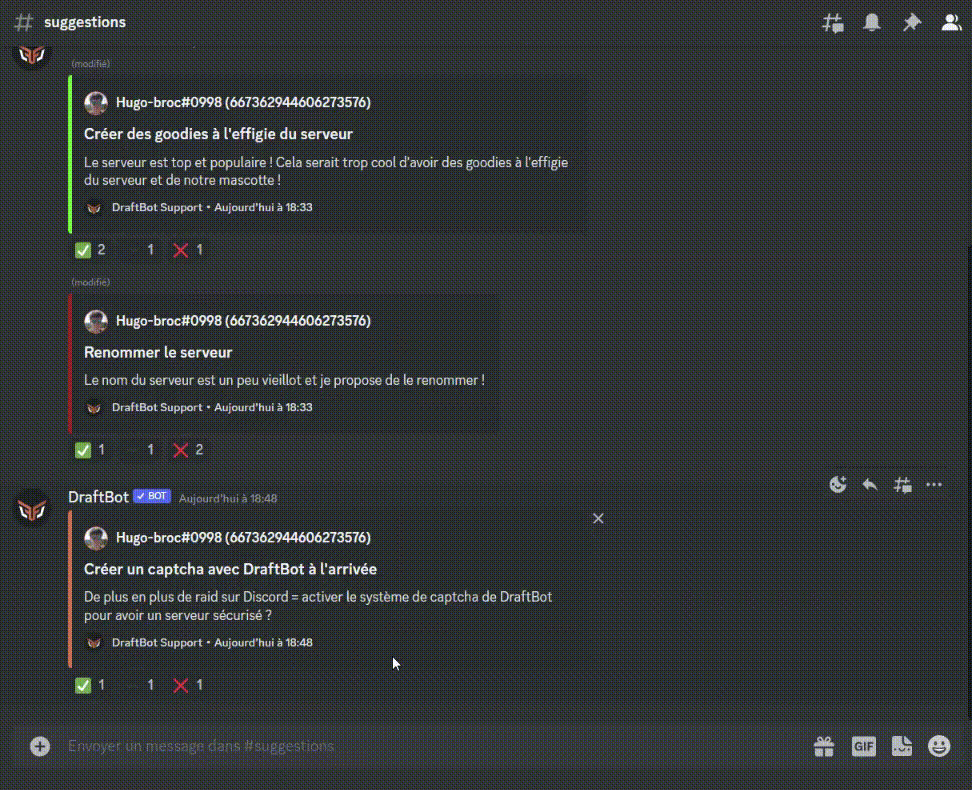 suggestions
(modifié)
Hugo-broc#0998 (667362944606273576)
Créer des goodies à l'effigie du serveur
Le serveur est top et populaire ! Cela serait trop cool d'avoir des goodies à l'effigie
du serveur et de notre mascotte !
DraftBot Support • Aujourd'hui à 18:33
2 1 1
(modifié)
Hugo-broc#0998 (667362944606273576)
Renommer le serveur
Le nom du serveur est un peu vieillot et je propose de le renommer !
DraftBot Support • Aujourd'hui à 18:33
1 1 2
DraftBot BOT Aujourd'hui à 18:48
Hugo-broc#0998 (667362944606273576)
Créer un captcha avec DraftBot à l'arrivée
De plus en plus de raid sur Discord = activer le système de captcha de DraftBot
pour avoir un serveur sécurisé ?
DraftBot Support • Aujourd'hui à 18:48
1 1 1
Envoyer un message dans #suggestions
GIF